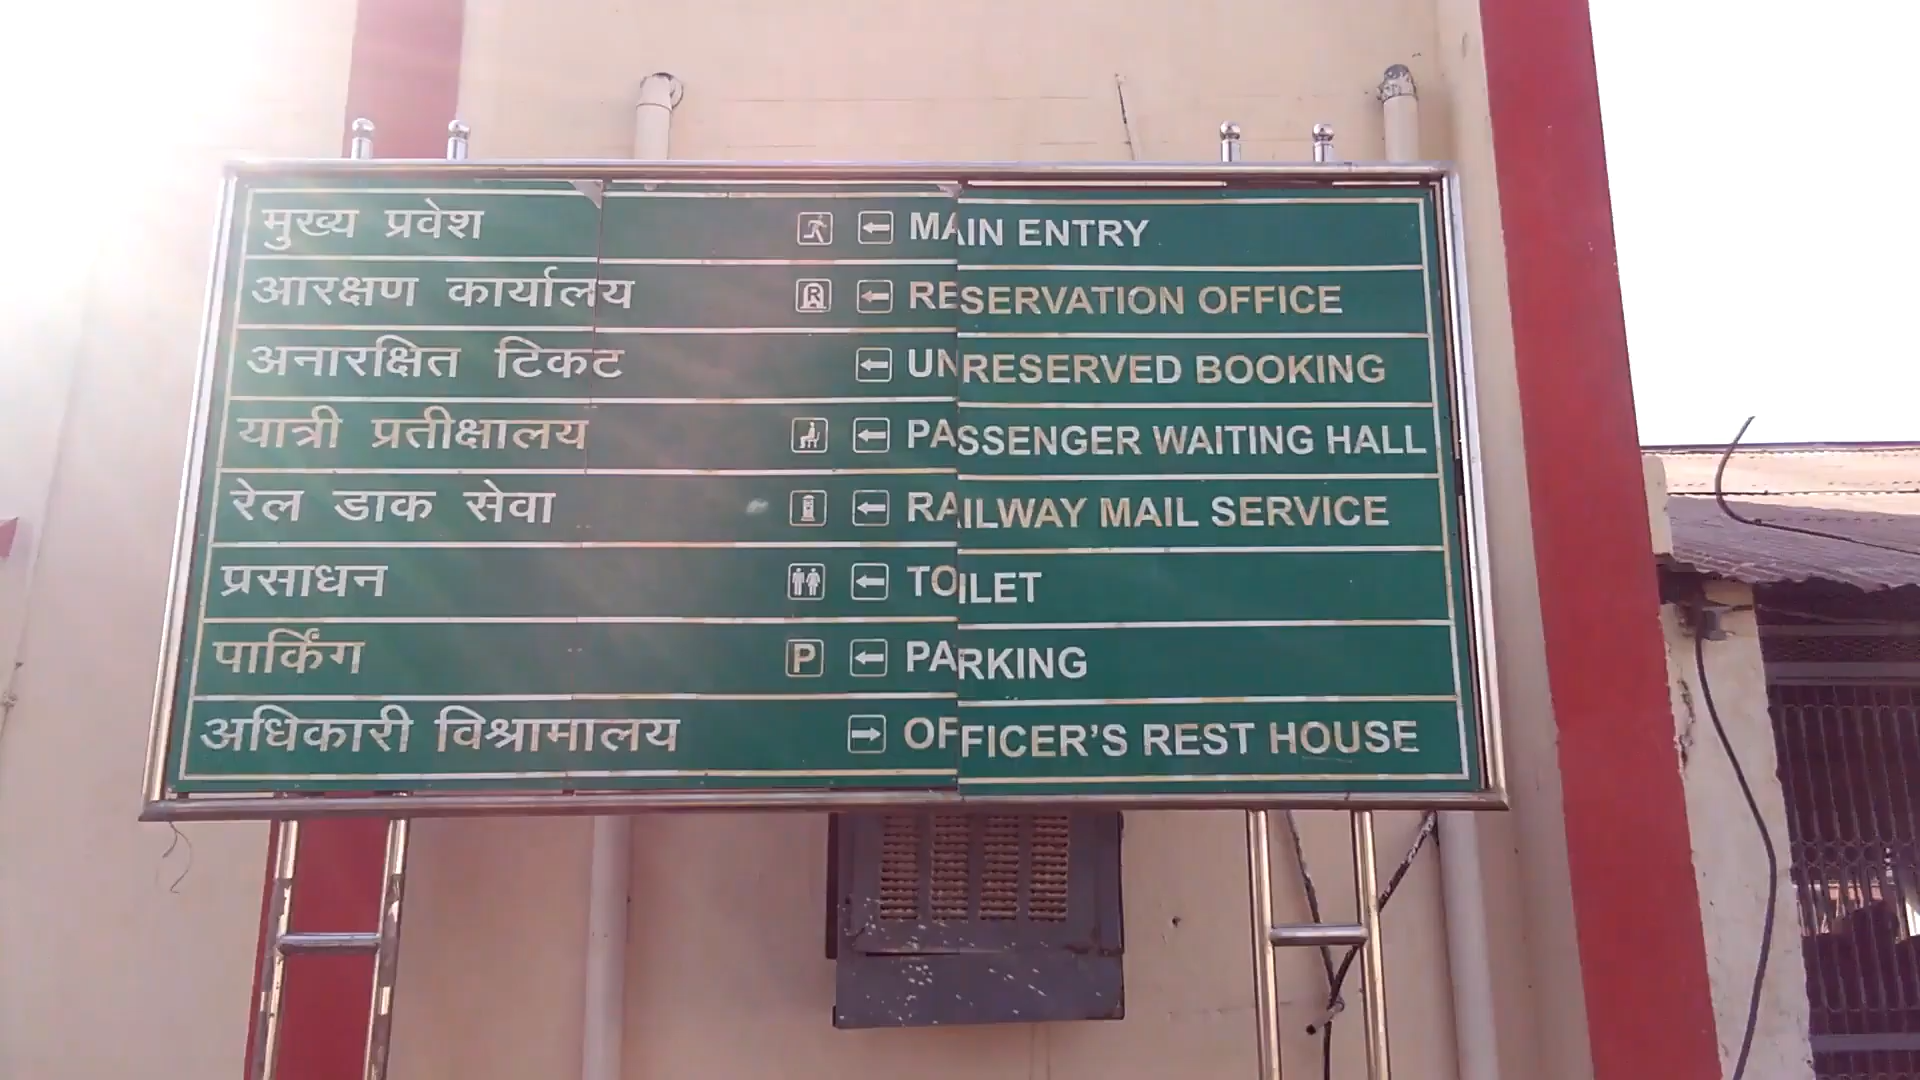 मुख्य प्रवेश MAIN ENTRY
आरक्षण कार्यालय R RESERVATION OFFICE
अनारक्षित टिकट UNRESERVED BOOKING
यात्री प्रतीक्षालय PASSENGER WAITING HALL
रेल डाक सेवा RAILWAY MAIL SERVICE
प्रसाधन TOILET
पार्किंग P PARKING
अधिकारी विश्रामालय OFFICER'S REST HOUSE